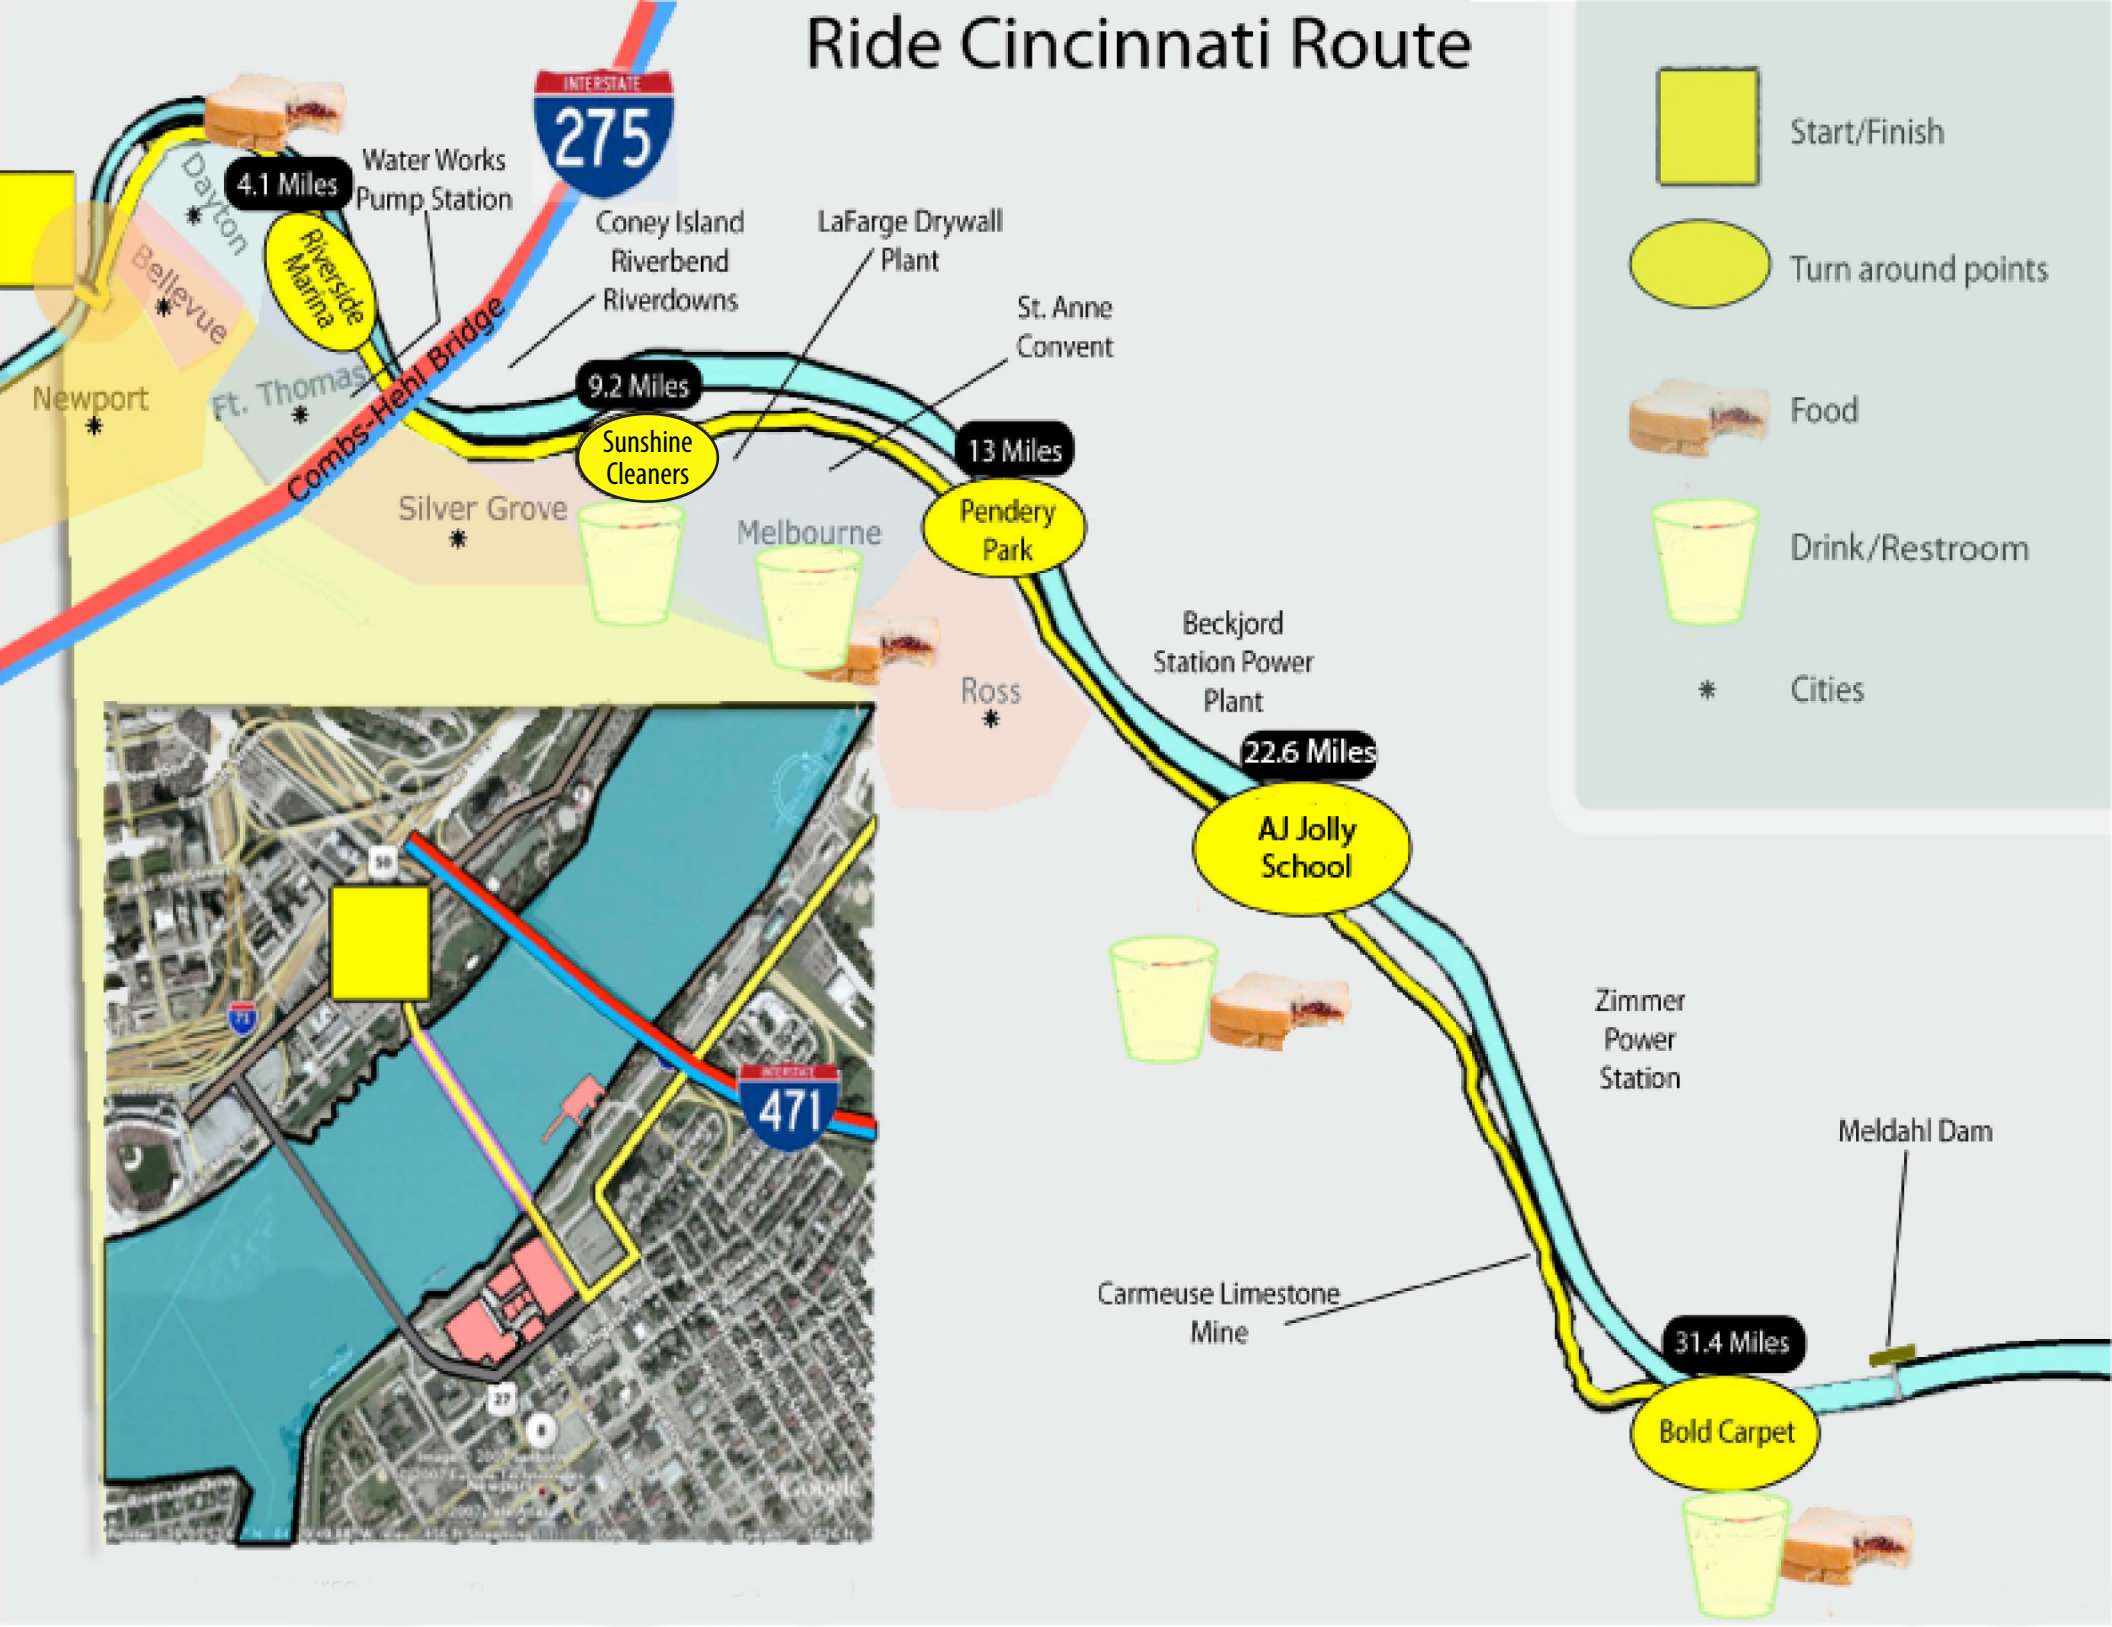 Ride Cincinnati Route
INTERSTATE
275
Start/Finish
Turn around points
Food
Drink/Restroom
Cities
Water Works
Pump Station
4.1 Miles
Dayton
Riverside
Marina
Bellevue
Newport
Ft. Thomas
Combs-Hehl Bridge
Coney Island
Riverbend
Riverdowns
LaFarge Drywall
Plant
St. Anne
Convent
9.2 Miles
Sunshine
Cleaners
13 Miles
Pendery
Park
Silver Grove
Melbourne
Ross
Beckjord
Station Power
Plant
22.6 Miles
AJ Jolly
School
Zimmer
Power
Station
Meldahl Dam
Carmeuse Limestone
Mine
31.4 Miles
Bold Carpet
50
71
INTERSTATE
471
27
8
Google